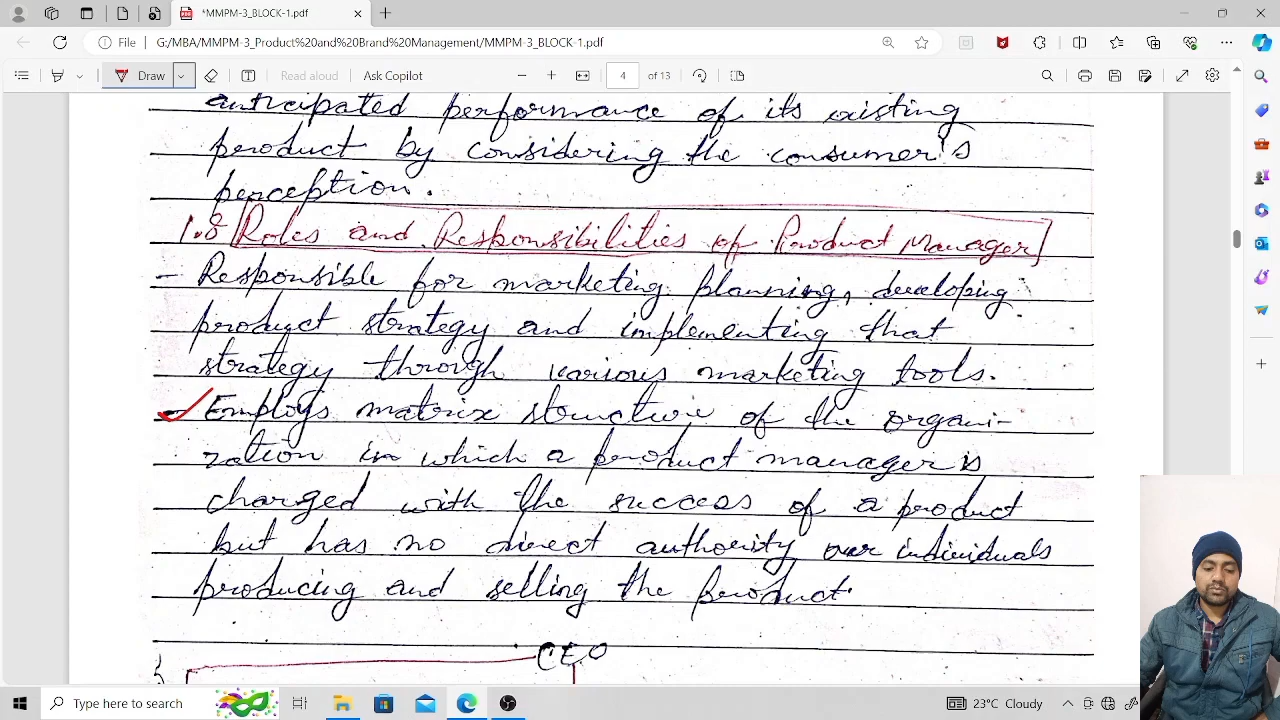 *MMPM-3_BLOCK-1.pdf
File G:/MBA/MMPM-3_Product%20and%20Brand%20Management/MMPM-3_BLOCK-1.pdf
Draw Read aloud Ask Copilot 4 of 13
anticipated performance of its existing
product by considering the consumer's
perception.
1.8 Roles and Responsibilities of Product Manager
- Responsible for marketing planning, developing
product strategy and implementing that
strategy through various marketing tools.
- Employs matrix structure of the organi-
zation in which a product manager is
charged with the success of a product
but has no direct authority over individuals
producing and selling the product.
CEO
Type here to search 23°C Cloudy ENG